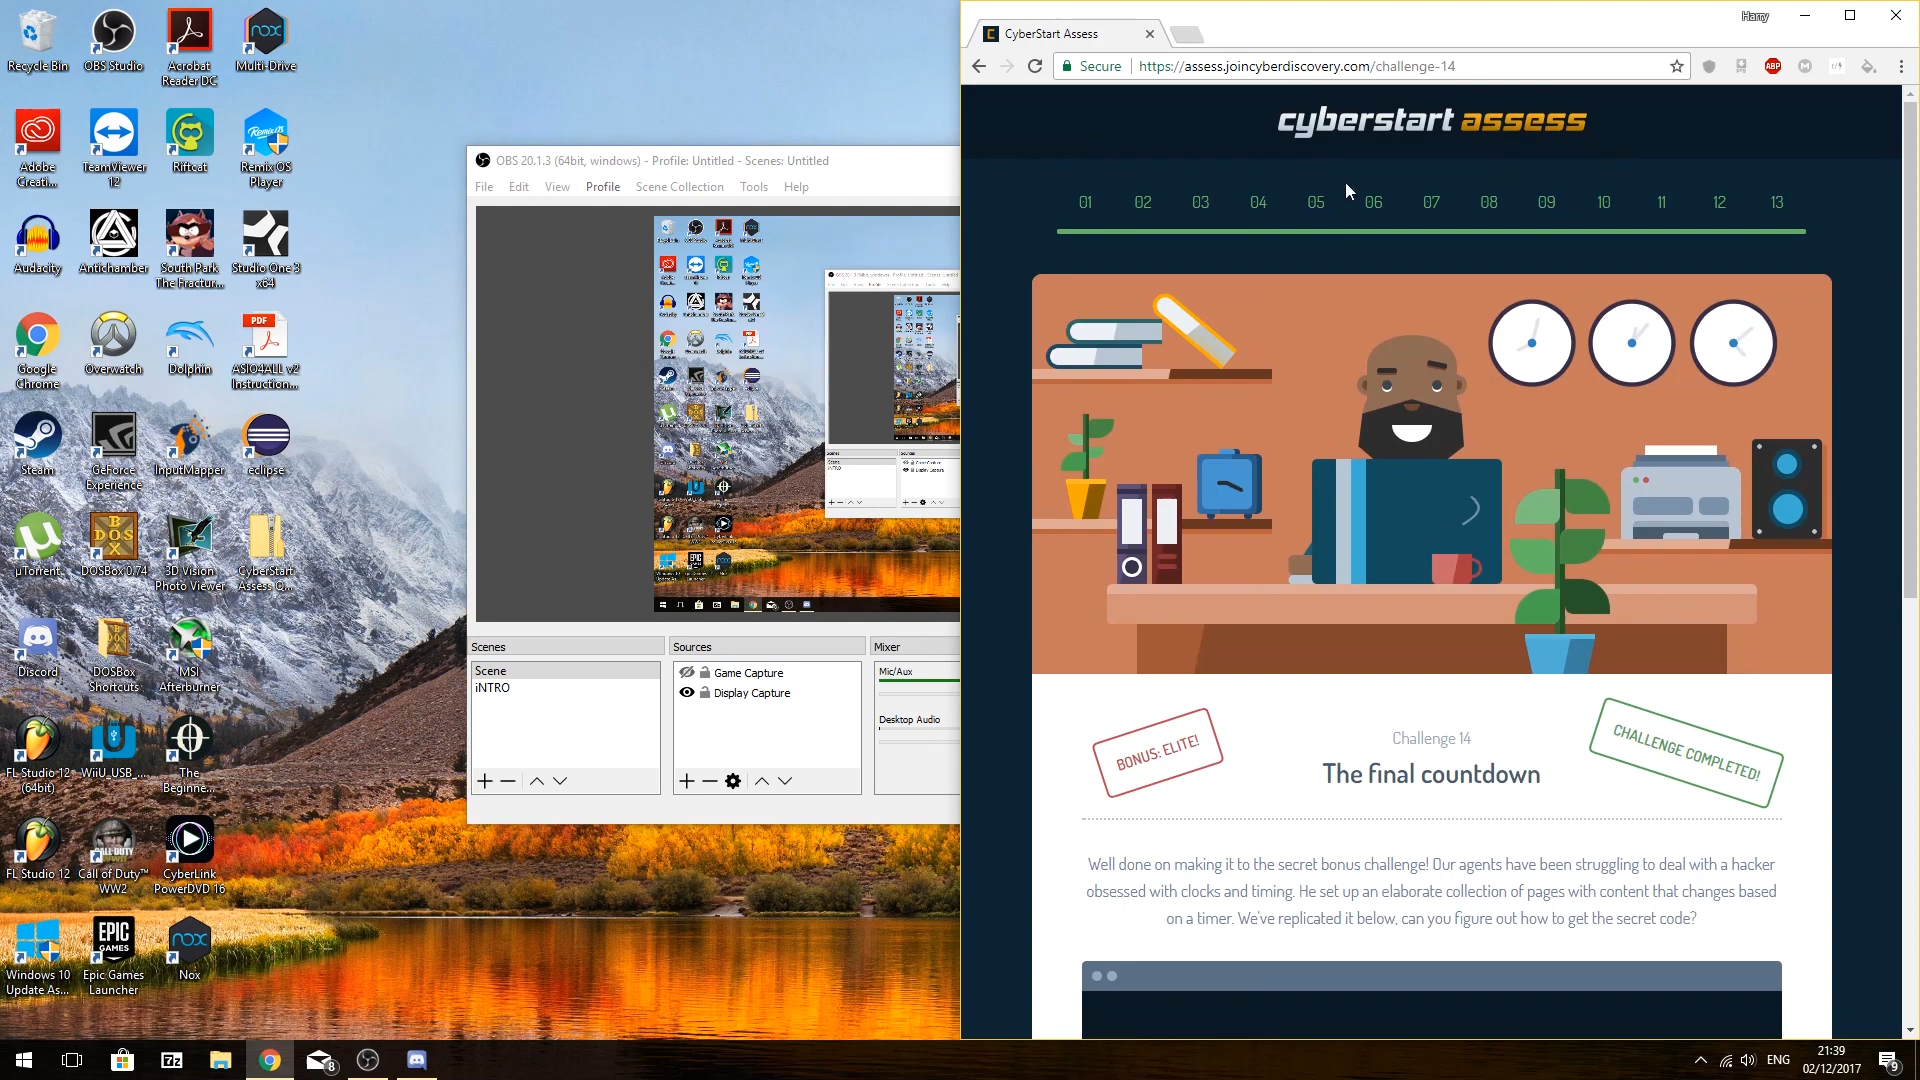 Recycle Bin
OBS Studio
Acrobat
Reader DC
Multi-Drive
Adobe
Creati...
TeamViewer
12
Riftcat
Remix OS
Player
Audacity
Antichamber
South Park
The Fractur...
Studio One 3
x64
Google
Chrome
Overwatch
Dolphin
PDF
ASIO4ALL v2
Instruction...
Steam
GeForce
Experience
InputMapper
eclipse
µTorrent
DOSBox 0.74
3D Vision
Photo Viewer
CyberStart
Assess Q...
Discord
DOSBox
Shortcuts
MSI
Afterburner
FL Studio 12
(64bit)
WiiU_USB_...
The
Beginne...
FL Studio 12
Call of Duty™
WW2
CyberLink
PowerDVD 16
Windows 10
Update As...
EPIC
GAMES
Epic Games
Launcher
nox
Nox
OBS 20.1.3 (64bit, windows) - Profile: Untitled - Scenes: Untitled
File Edit View Profile Scene Collection Tools Help
Scenes
Scene
iNTRO
Sources
Game Capture
Display Capture
Mixer
Mic/Aux
Desktop Audio
Harry
CyberStart Assess
Secure
https://assess.joincyberdiscovery.com/challenge-14
ABP
cyberstart assess
01 02 03 04 05 06 07 08 09 10 11 12 13
BONUS: ELITE!
Challenge 14
The final countdown
CHALLENGE COMPLETED!
Well done on making it to the secret bonus challenge! Our agents have been struggling to deal with a hacker
obsessed with clocks and timing. He set up an elaborate collection of pages with content that changes based
on a timer. We've replicated it below, can you figure out how to get the secret code?
7z
8
ENG
21:39
02/12/2017
9